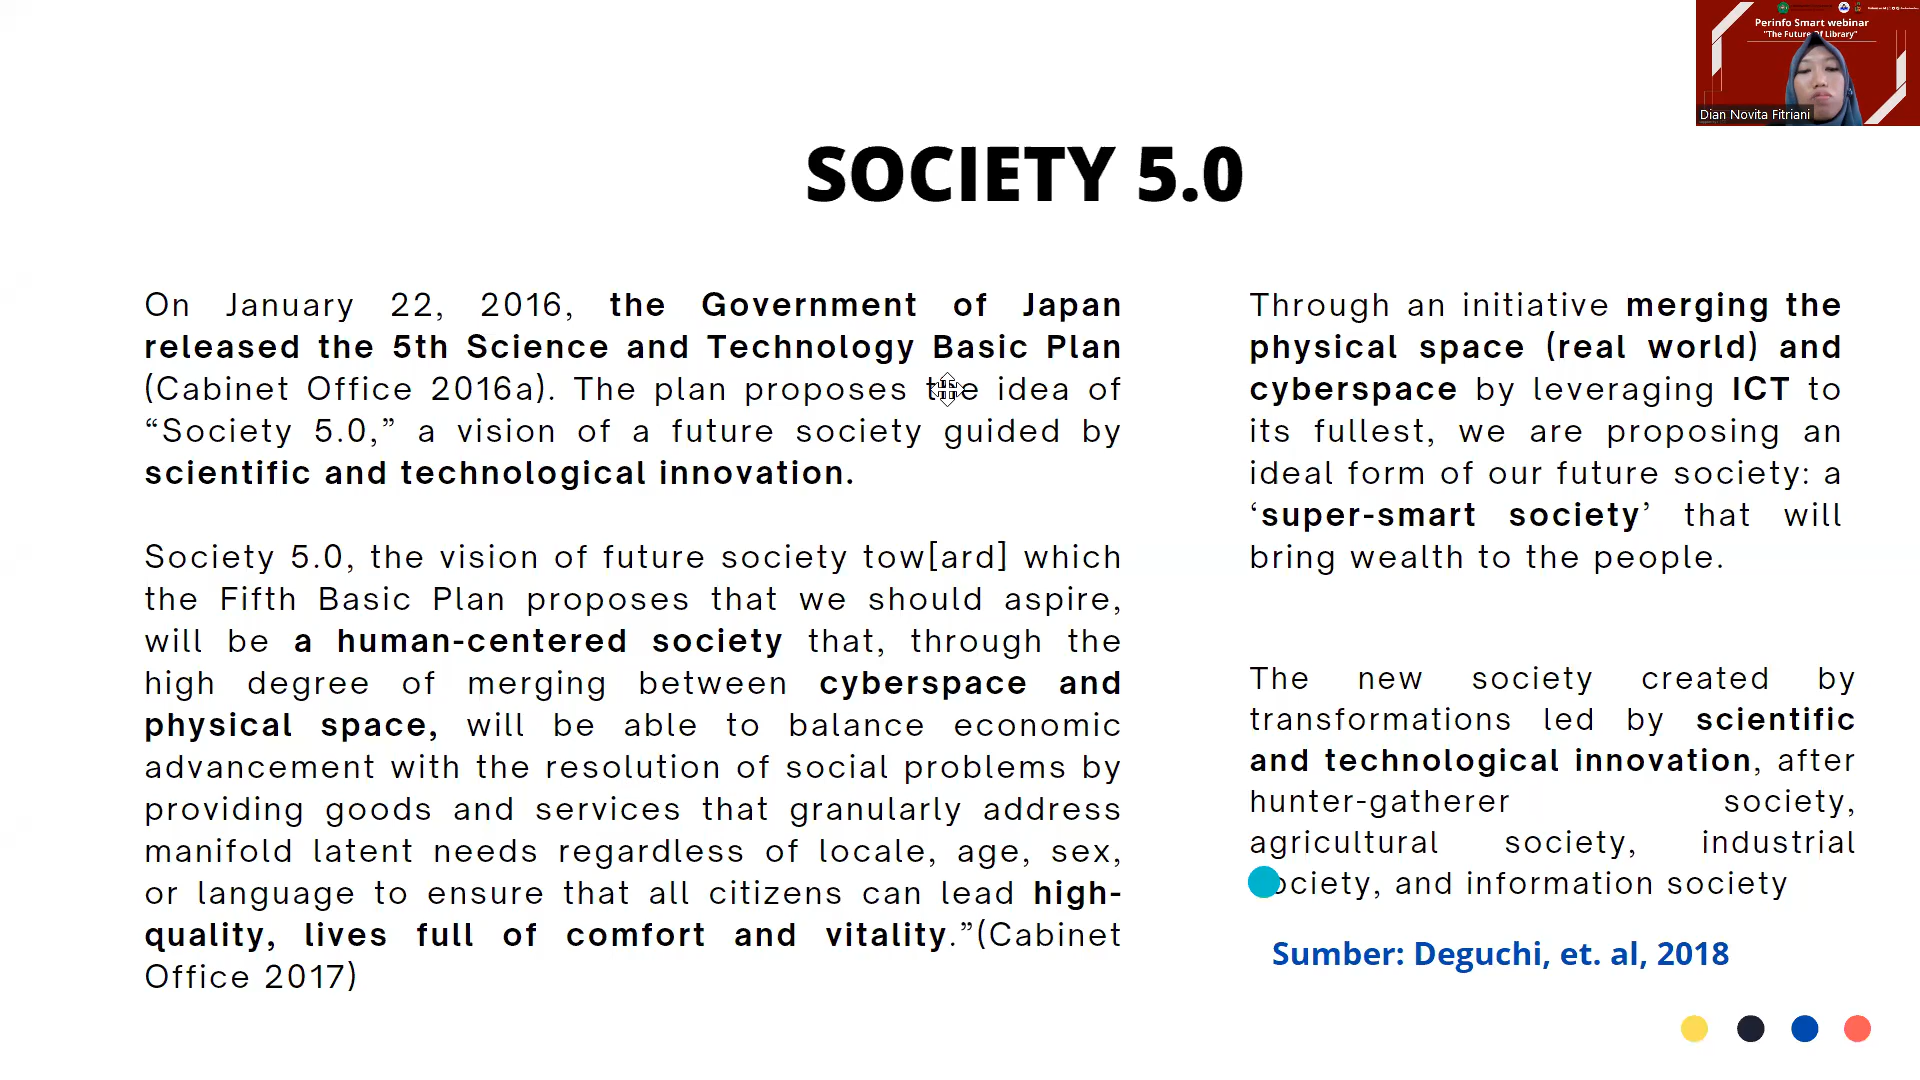 Perinfo Smart webinar
"The Future Of Library"
Dian Novita Fitriani
SOCIETY 5.0
On January 22, 2016, the Government of Japan
released the 5th Science and Technology Basic Plan
(Cabinet Office 2016a). The plan proposes the idea of
“Society 5.0,” a vision of a future society guided by
scientific and technological innovation.
Society 5.0, the vision of future society tow[ard] which
the Fifth Basic Plan proposes that we should aspire,
will be a human-centered society that, through the
high degree of merging between cyberspace and
physical space, will be able to balance economic
advancement with the resolution of social problems by
providing goods and services that granularly address
manifold latent needs regardless of locale, age, sex,
or language to ensure that all citizens can lead high-
quality, lives full of comfort and vitality.”(Cabinet
Office 2017)
Through an initiative merging the
physical space (real world) and
cyberspace by leveraging ICT to
its fullest, we are proposing an
ideal form of our future society: a
‘super-smart society’ that will
bring wealth to the people.
The new society created by
transformations led by scientific
and technological innovation, after
hunter-gatherer society,
agricultural society, industrial
society, and information society
Sumber: Deguchi, et. al, 2018